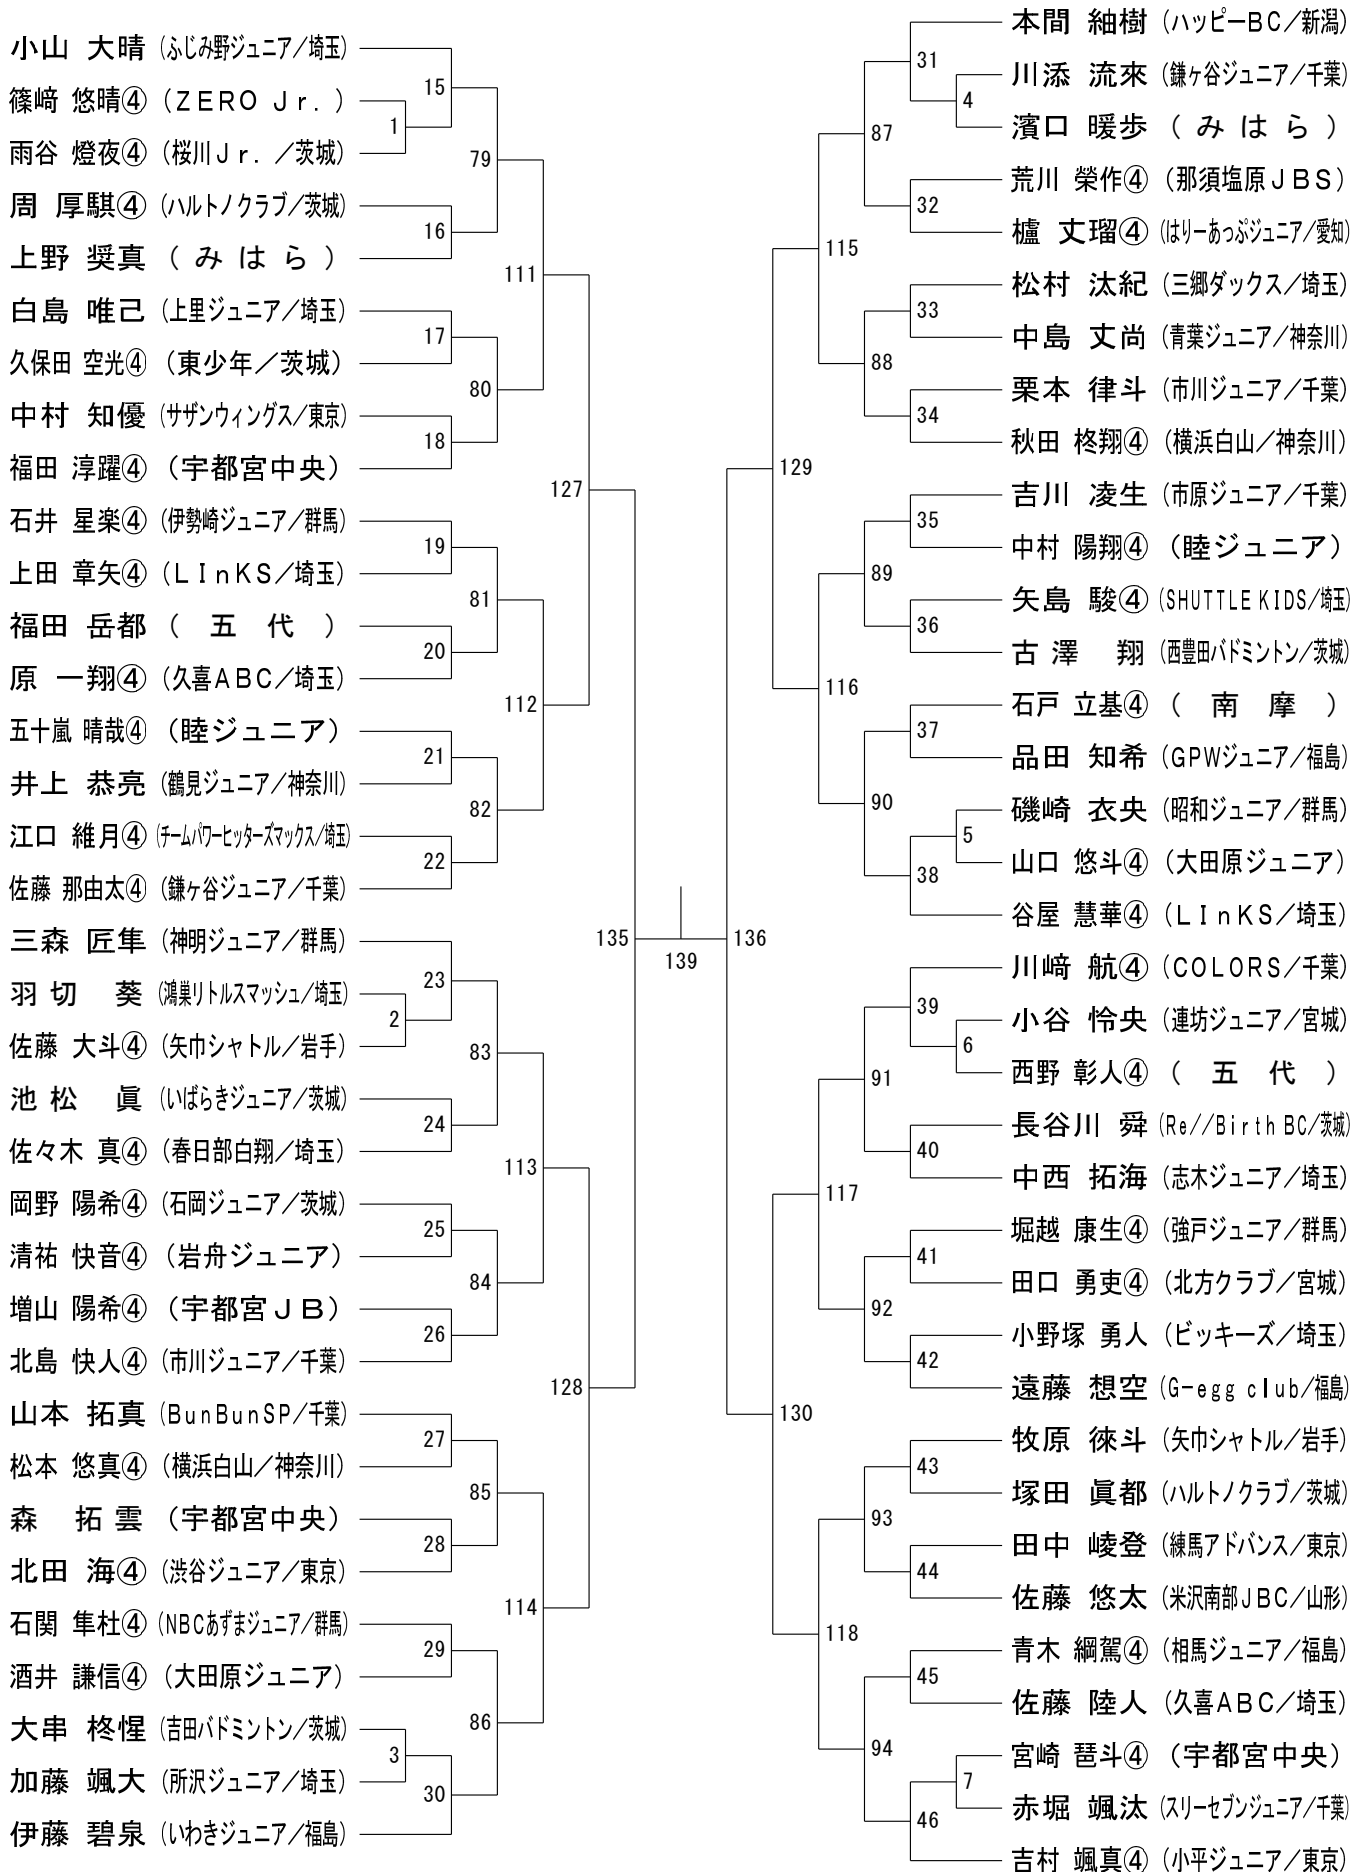 小山 大晴 (ふじみ野ジュニア／埼玉)
篠﨑 悠晴④ (ZERO Jr.)
雨谷 燈夜④ (桜川Jr.／茨城)
周 厚騏④ (ハルトノクラブ／茨城)
上野 奨真 (みはら)
白島 唯己 (上里ジュニア／埼玉)
久保田 空光④ (東少年／茨城)
中村 知優 (サザンウィングス／東京)
福田 淳躍④ (宇都宮中央)
石井 星楽④ (伊勢崎ジュニア／群馬)
上田 章矢④ (LInKS／埼玉)
福田 岳都 (五代)
原 一翔④ (久喜ABC／埼玉)
五十嵐 晴哉④ (睦ジュニア)
井上 恭亮 (鶴見ジュニア／神奈川)
江口 維月④ (チームパワーヒッターズマックス／埼玉)
佐藤 那由太④ (鎌ヶ谷ジュニア／千葉)
三森 匠隼 (神明ジュニア／群馬)
羽切 葵 (鴻巣リトルスマッシュ／埼玉)
佐藤 大斗④ (矢巾シャトル／岩手)
池松 眞 (いばらきジュニア／茨城)
佐々木 真④ (春日部白翔／埼玉)
岡野 陽希④ (石岡ジュニア／茨城)
清祐 快音④ (岩舟ジュニア)
増山 陽希④ (宇都宮JB)
北島 快人④ (市川ジュニア／千葉)
山本 拓真 (BunBunSP／千葉)
松本 悠真④ (横浜白山／神奈川)
森 拓雲 (宇都宮中央)
北田 海④ (渋谷ジュニア／東京)
石関 隼杜④ (NBCあずまジュニア／群馬)
酒井 謙信④ (大田原ジュニア)
大串 柊惺 (吉田バドミントン／茨城)
加藤 颯大 (所沢ジュニア／埼玉)
伊藤 碧泉 (いわきジュニア／福島)
15
1
79
16
111
17
80
18
127
19
81
20
112
21
82
22
135
23
2
83
24
113
25
84
26
128
27
85
28
114
29
86
3
30
139
136
31
4
87
32
115
33
88
34
129
35
89
36
116
37
90
5
38
39
6
91
40
117
41
92
42
130
43
93
44
118
45
94
7
46
本間 紬樹 (ハッピーBC／新潟)
川添 流來 (鎌ヶ谷ジュニア／千葉)
濱口 暖歩 (みはら)
荒川 榮作④ (那須塩原JBS)
櫨 丈瑠④ (はりーあっぷジュニア／愛知)
松村 汰紀 (三郷ダックス／埼玉)
中島 丈尚 (青葉ジュニア／神奈川)
栗本 律斗 (市川ジュニア／千葉)
秋田 柊翔④ (横浜白山／神奈川)
吉川 凌生 (市原ジュニア／千葉)
中村 陽翔④ (睦ジュニア)
矢島 駿④ (SHUTTLE KIDS／埼玉)
古澤 翔 (西豊田バドミントン／茨城)
石戸 立基④ (南摩)
品田 知希 (GPWジュニア／福島)
磯崎 衣央 (昭和ジュニア／群馬)
山口 悠斗④ (大田原ジュニア)
谷屋 慧華④ (LInKS／埼玉)
川﨑 航④ (COLORS／千葉)
小谷 怜央 (連坊ジュニア／宮城)
西野 彰人④ (五代)
長谷川 舜 (Re//Birth BC／茨城)
中西 拓海 (志木ジュニア／埼玉)
堀越 康生④ (強戸ジュニア／群馬)
田口 勇吏④ (北方クラブ／宮城)
小野塚 勇人 (ビッキーズ／埼玉)
遠藤 想空 (G-egg club／福島)
牧原 徠斗 (矢巾シャトル／岩手)
塚田 眞都 (ハルトノクラブ／茨城)
田中 崚登 (練馬アドバンス／東京)
佐藤 悠太 (米沢南部JBC／山形)
青木 綱駕④ (相馬ジュニア／福島)
佐藤 陸人 (久喜ABC／埼玉)
宮崎 琶斗④ (宇都宮中央)
赤堀 颯汰 (スリーセブンジュニア／千葉)
吉村 颯真④ (小平ジュニア／東京)